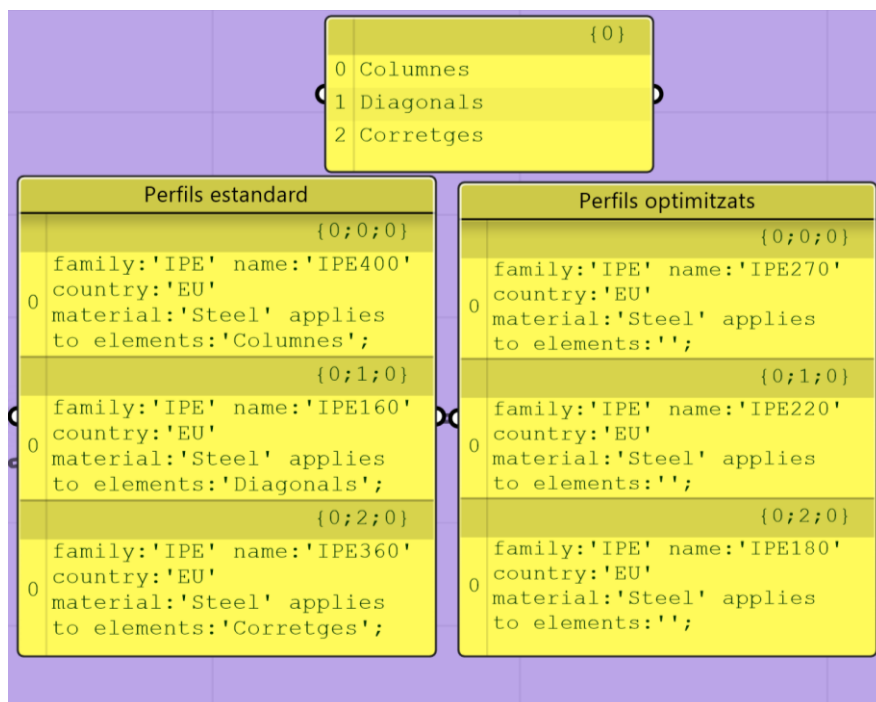 {0}
0 Columnes
1 Diagonals
2 Corretges
Perfils estandard
{0;0;0}
family:'IPE' name:'IPE400'
country:'EU'
0
material:'Steel' applies
to elements:'Columnes';
{0;1;0}
family:'IPE' name:'IPE160'
country:'EU'
0
material:'Steel' applies
to elements:'Diagonals';
{0;2;0}
family:'IPE' name:'IPE360'
country:'EU'
0
material:'Steel' applies
to elements:'Corretges';
Perfils optimitzats
{0;0;0}
family:'IPE' name:'IPE270'
country:'EU'
0
material:'Steel' applies
to elements:'';
{0;1;0}
family:'IPE' name:'IPE220'
country:'EU'
0
material:'Steel' applies
to elements:'';
{0;2;0}
family:'IPE' name:'IPE180'
country:'EU'
0
material:'Steel' applies
to elements:'';